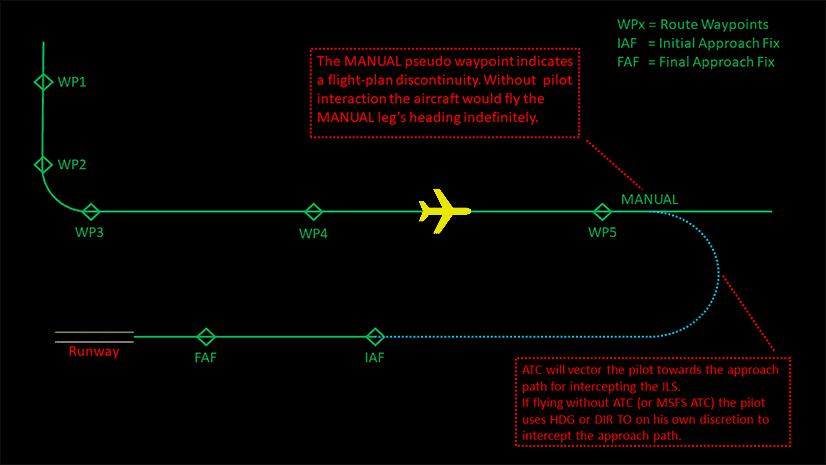 WPx = Route Waypoints
IAF = Initial Approach Fix
FAF = Final Approach Fix
The MANUAL pseudo waypoint indicates
a flight-plan discontinuity. Without pilot
Interaction the aircraft would fly the
MANUAL leg's heading indefinitely.
WP1
WP2
MANUAL
WP3
WP4
WP5
Runway
FAF
IAF
ATC will vector the pilot towards the approach
path for intercepting the ILS.
If flying without ATC (or MSFS ATC) the pilot
uses HDG or DIR TO on his own discretion to
intercept the approach path.